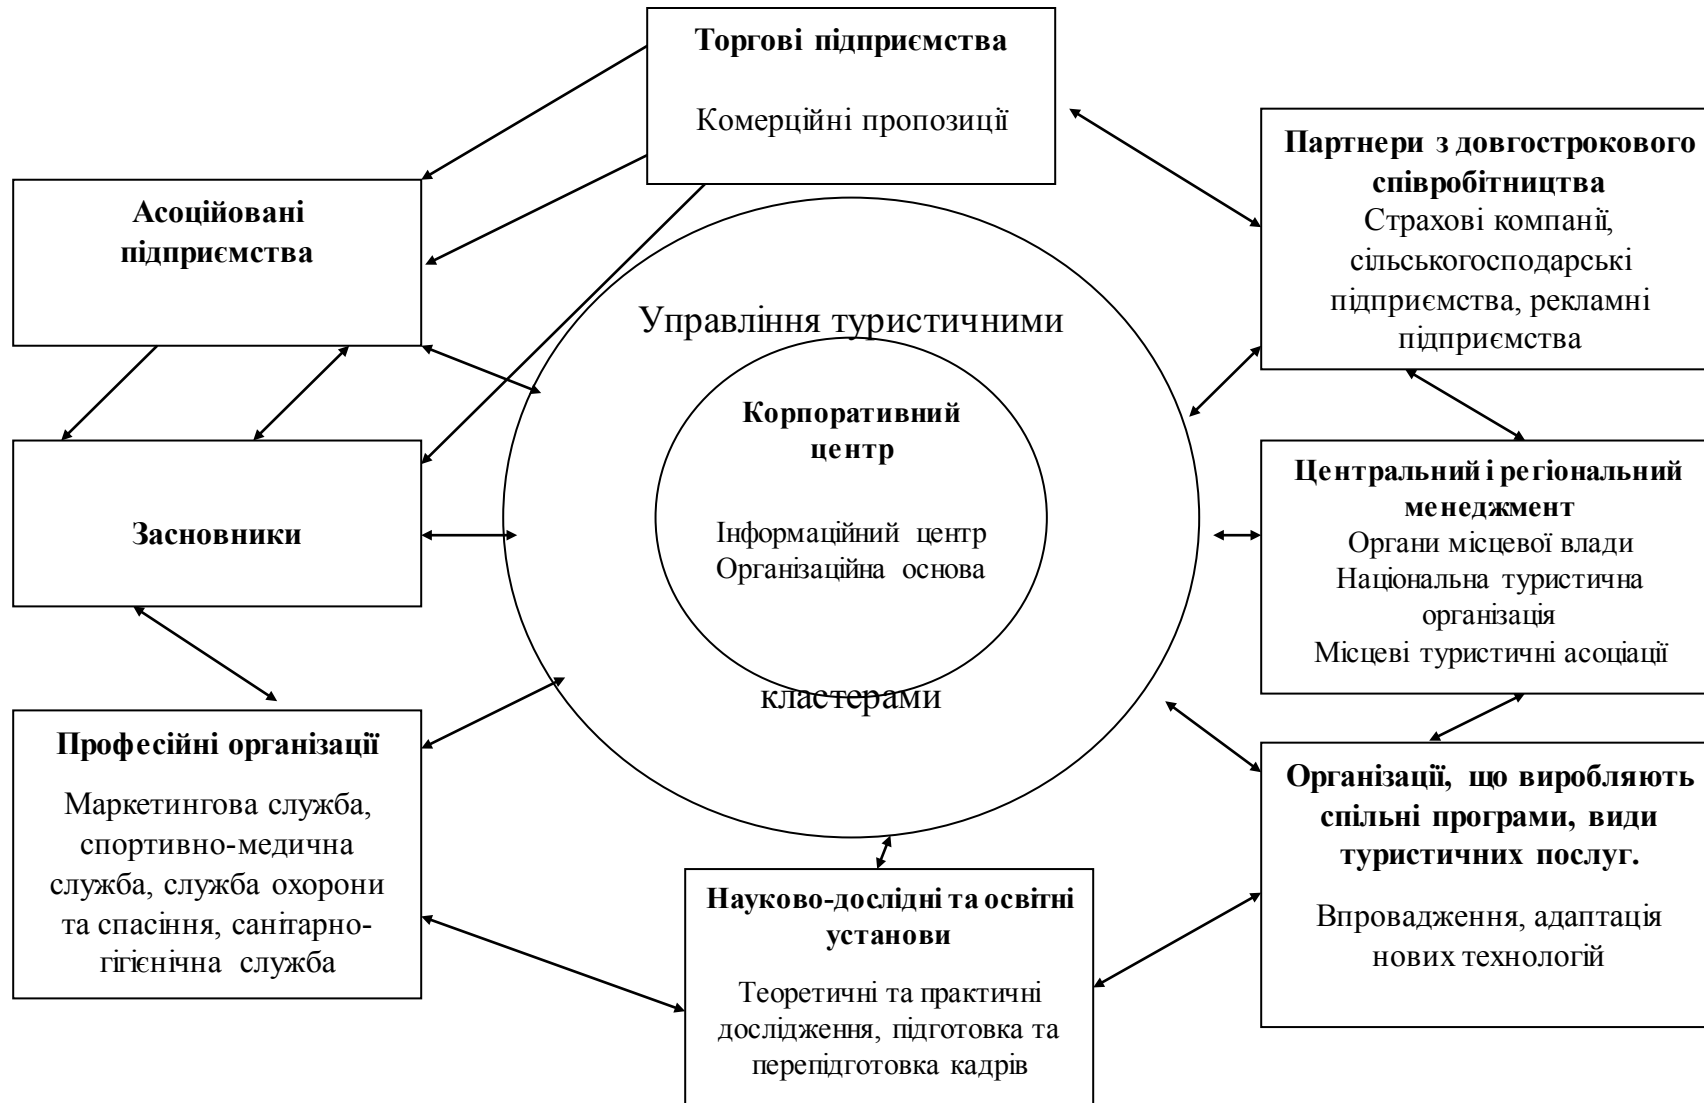 Торгові підприємства
Комерційні пропозиції
Партнери з довгострокового
співробітництва
Страхові компанії,
сільськогосподарські
підприємства, рекламні
підприємства
Асоційовані
підприємства
Управління туристичними
Корпоративний
центр
Інформаційний центр
Організаційна основа
кластерами
Засновники
Центральний і регіональний
менеджмент
Органи місцевої влади
Національна туристична
організація
Місцеві туристичні асоціації
Професійні організації
Маркетингова служба,
спортивно-медична
служба, служба охорони
та спасіння, санітарно-
гігієнічна служба
Науково-дослідні та освітні
установи
Теоретичні та практичні
дослідження, підготовка та
перепідготовка кадрів
Організації, що виробляють
спільні програми, види
туристичних послуг.
Впровадження, адаптація
нових технологій